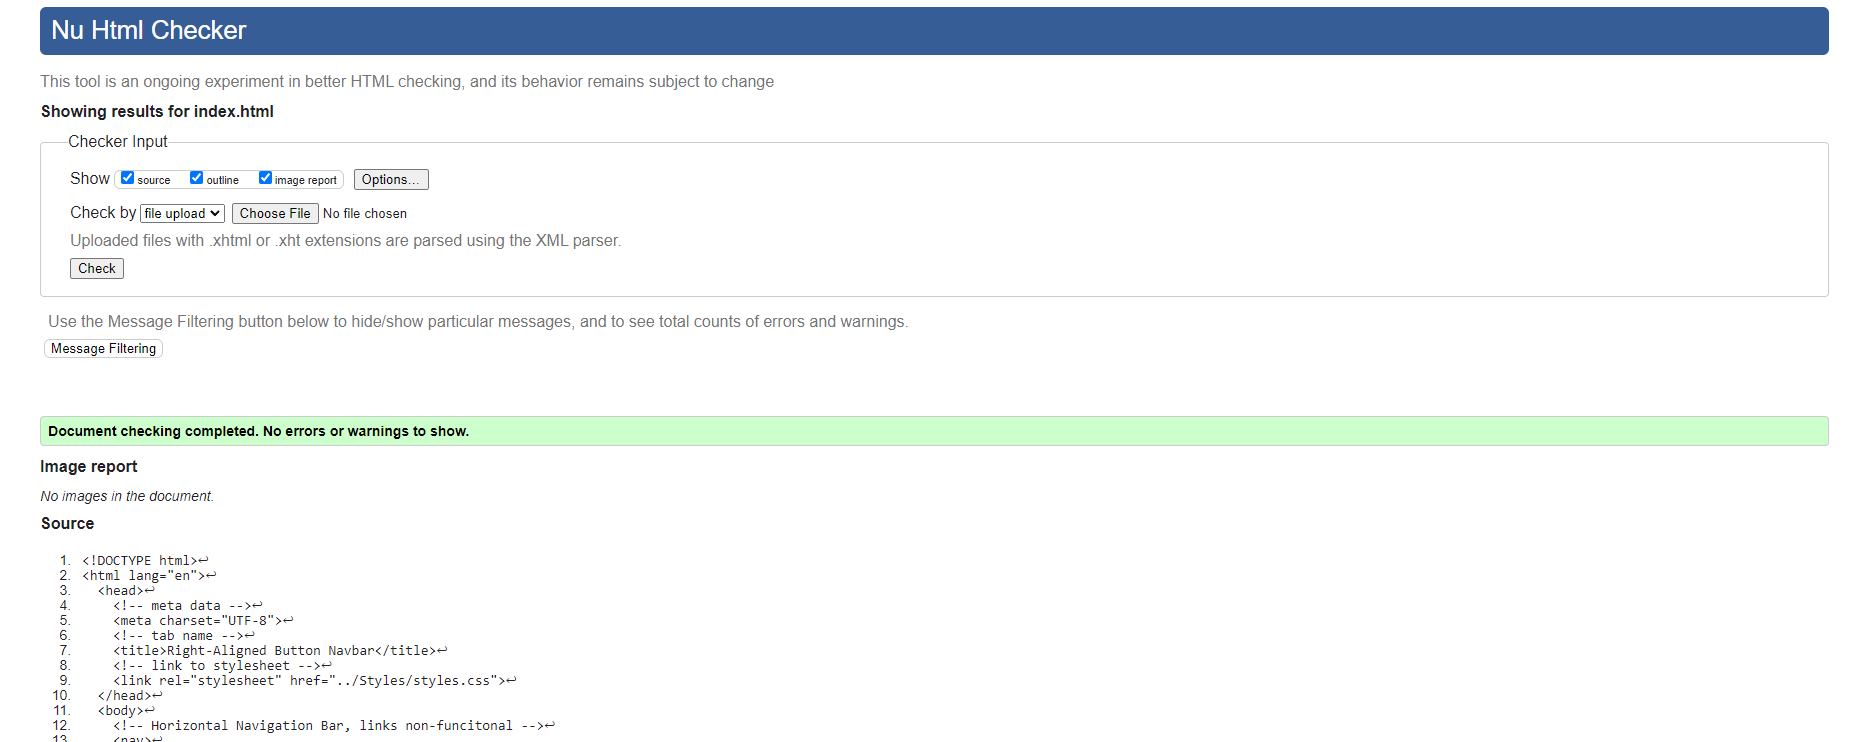 Nu Html Checker
This tool is an ongoing experiment in better HTML checking, and its behavior remains subject to change
Showing results for index.html
Checker Input
Show source outline image report Options...
Check by file upload Choose File No file chosen
Uploaded files with .xhtml or .xht extensions are parsed using the XML parser.
Check
Use the Message Filtering button below to hide/show particular messages, and to see total counts of errors and warnings.
Message Filtering
Document checking completed. No errors or warnings to show.
Image report
No images in the document.
Source
1. <!DOCTYPE html>↩
2. <html lang="en">↩
3. <head>↩
4. <!-- meta data -->↩
5. <meta charset="UTF-8">↩
6. <!-- tab name -->↩
7. <title>Right-Aligned Button Navbar</title>↩
8. <!-- link to stylesheet -->↩
9. <link rel="stylesheet" href="../Styles/styles.css">↩
10. </head>↩
11. <body>↩
12. <!-- Horizontal Navigation Bar, links non-funcitonal -->↩
13. <nav>↩